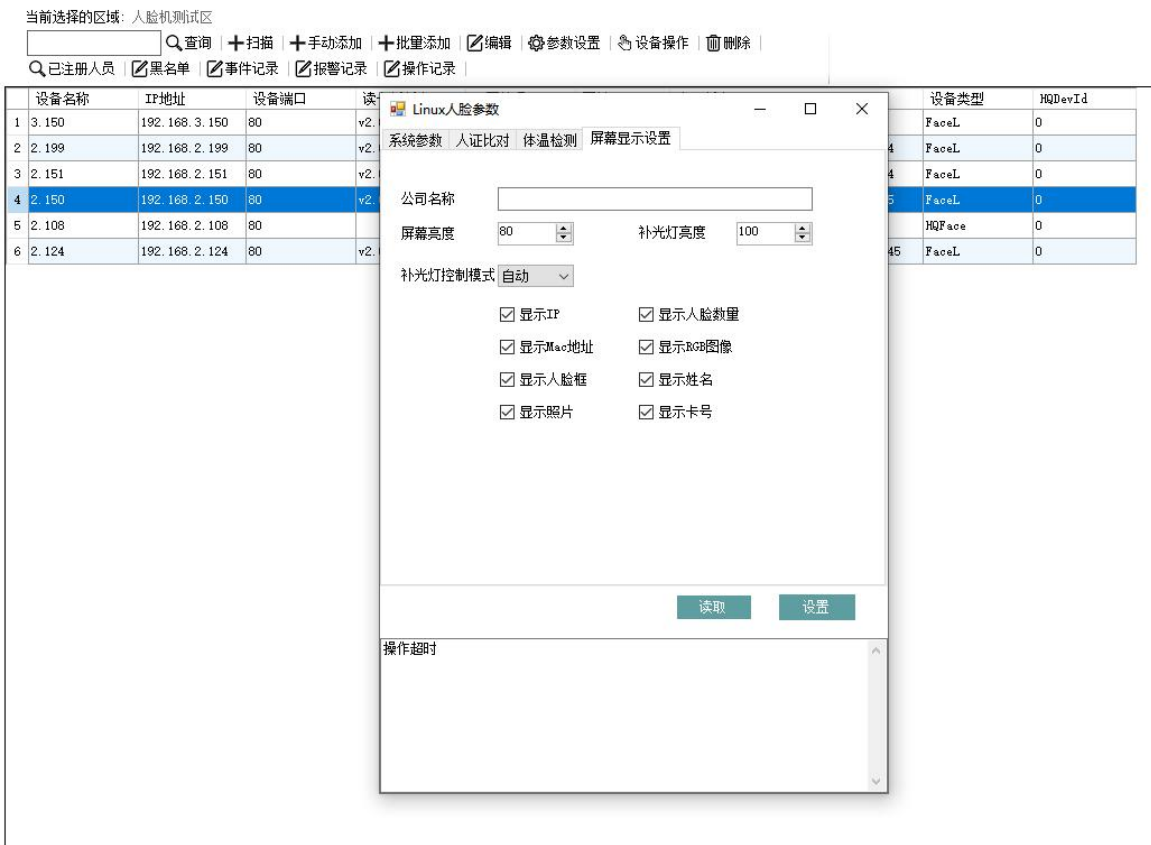 当前选择的区域: 人脸机测试区
查询 扫描 手动添加 批量添加 编辑 参数设置 设备操作 删除
已注册人员 黑名单 事件记录 报警记录 操作记录
设备名称 IP地址 设备端口 读 设备类型 HQDevId
1 3.150 192.168.3.150 80 v2. FaceL 0
2 2.199 192.168.2.199 80 v2. 4 FaceL 0
3 2.151 192.168.2.151 80 v2. 4 FaceL 0
4 2.150 192.168.2.150 80 v2. 5 FaceL 0
5 2.108 192.168.2.108 80 HQFace 0
6 2.124 192.168.2.124 80 v2. 45 FaceL 0
Linux人脸参数
系统参数 人证比对 体温检测 屏幕显示设置
公司名称
屏幕亮度 80 补光灯亮度 100
补光灯控制模式 自动
显示IP 显示人脸数量
显示Mac地址 显示RGB图像
显示人脸框 显示姓名
显示照片 显示卡号
读取 设置
操作超时